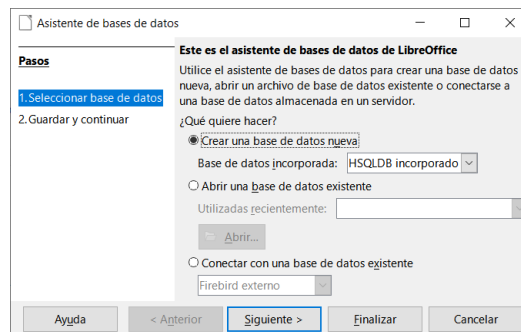 Asistente de bases de datos
Pasos
1.Seleccionar base de datos
2.Guardar y continuar
Este es el asistente de bases de datos de LibreOffice
Utilice el asistente de bases de datos para crear una base de datos
nueva, abrir un archivo de base de datos existente o conectarse a
una base de datos almacenada en un servidor.
¿Qué quiere hacer?
Crear una base de datos nueva
Base de datos incorporada: HSQLDB incorporado
Abrir una base de datos existente
Utilizadas recientemente:
Abrir...
Conectar con una base de datos existente
Firebird externo
Ayuda < Anterior Siguiente > Finalizar Cancelar